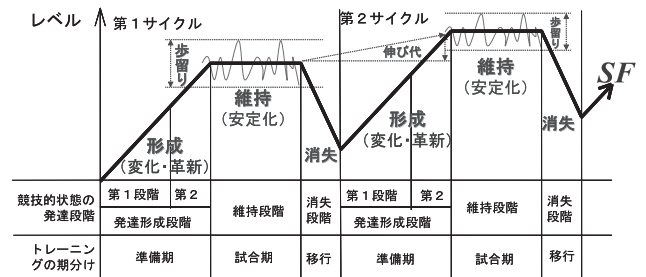 レベル
第１サイクル
第２サイクル
歩留り
歩留り
伸び代
維持
（安定化）
維持
（安定化）
SF
形成
（変化・革新）
形成
（変化・革新）
消失
消失
競技的状態の
発達段階
第１段階
第２
発達形成段階
維持段階
消失
段階
第１段階
第２
発達形成段階
維持段階
消失
段階
トレーニン
グの期分け
準備期
試合期
移行
準備期
試合期
移行